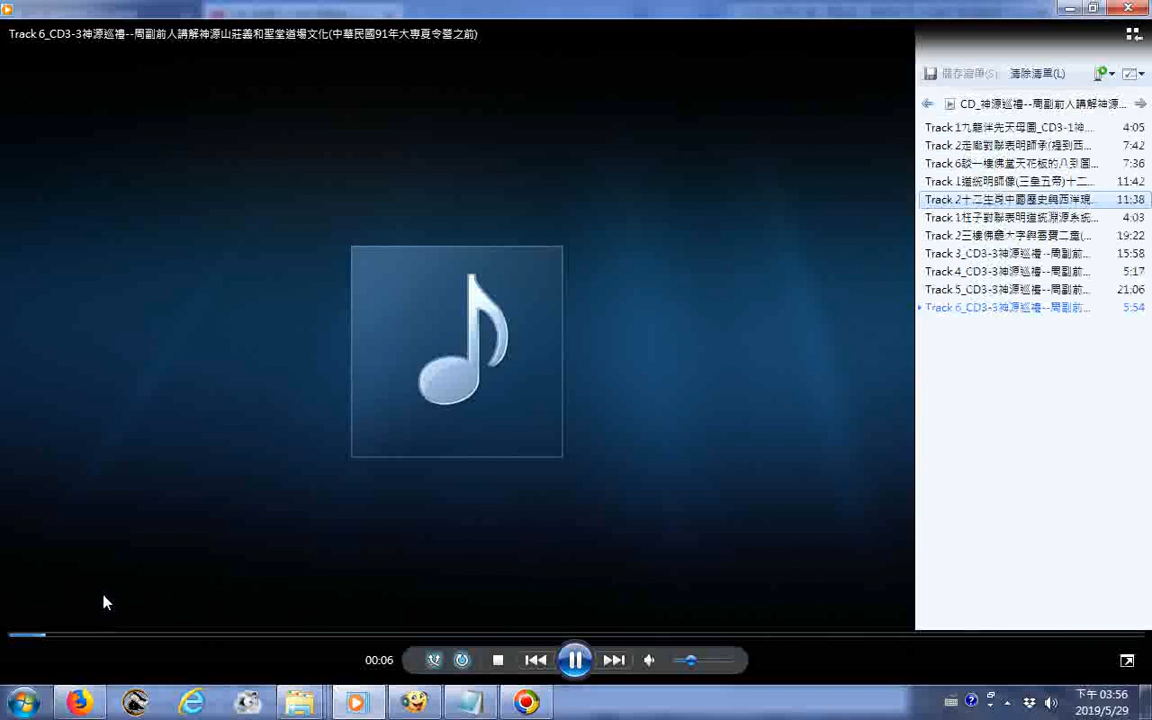 Track 6_CD3-3神源巡禮--周副前人講解神源山莊義和聖堂道場文化(中華民國91年大專夏令營之前)
儲存清單(S) 清除清單(L)
CD_神源巡禮--周副前人講解神源...
Track 1九龍拌先天母圖_CD3-1神... 4:05
Track 2走廊對聯表明師承(裡到西... 7:42
Track 6談一樓佛堂天花板的八到圖... 7:36
Track 1道統明師像(三皇五帝)十二... 11:42
Track 2十二生肖中國歷史與西洋現... 11:38
Track 1柱子對聯表明道統淵源系統... 4:03
Track 2三樓佛龕大字與善寶二童(... 19:22
Track 3_CD3-3神源巡禮--周副前... 15:58
Track 4_CD3-3神源巡禮--周副前... 5:17
Track 5_CD3-3神源巡禮--周副前... 21:06
Track 6_CD3-3神源巡禮--周副前... 5:54
00:06
下午 03:56
2019/5/29